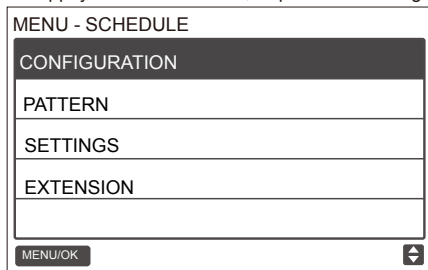 MENU - SCHEDULE
CONFIGURATION
PATTERN
SETTINGS
EXTENSION
MENU/OK